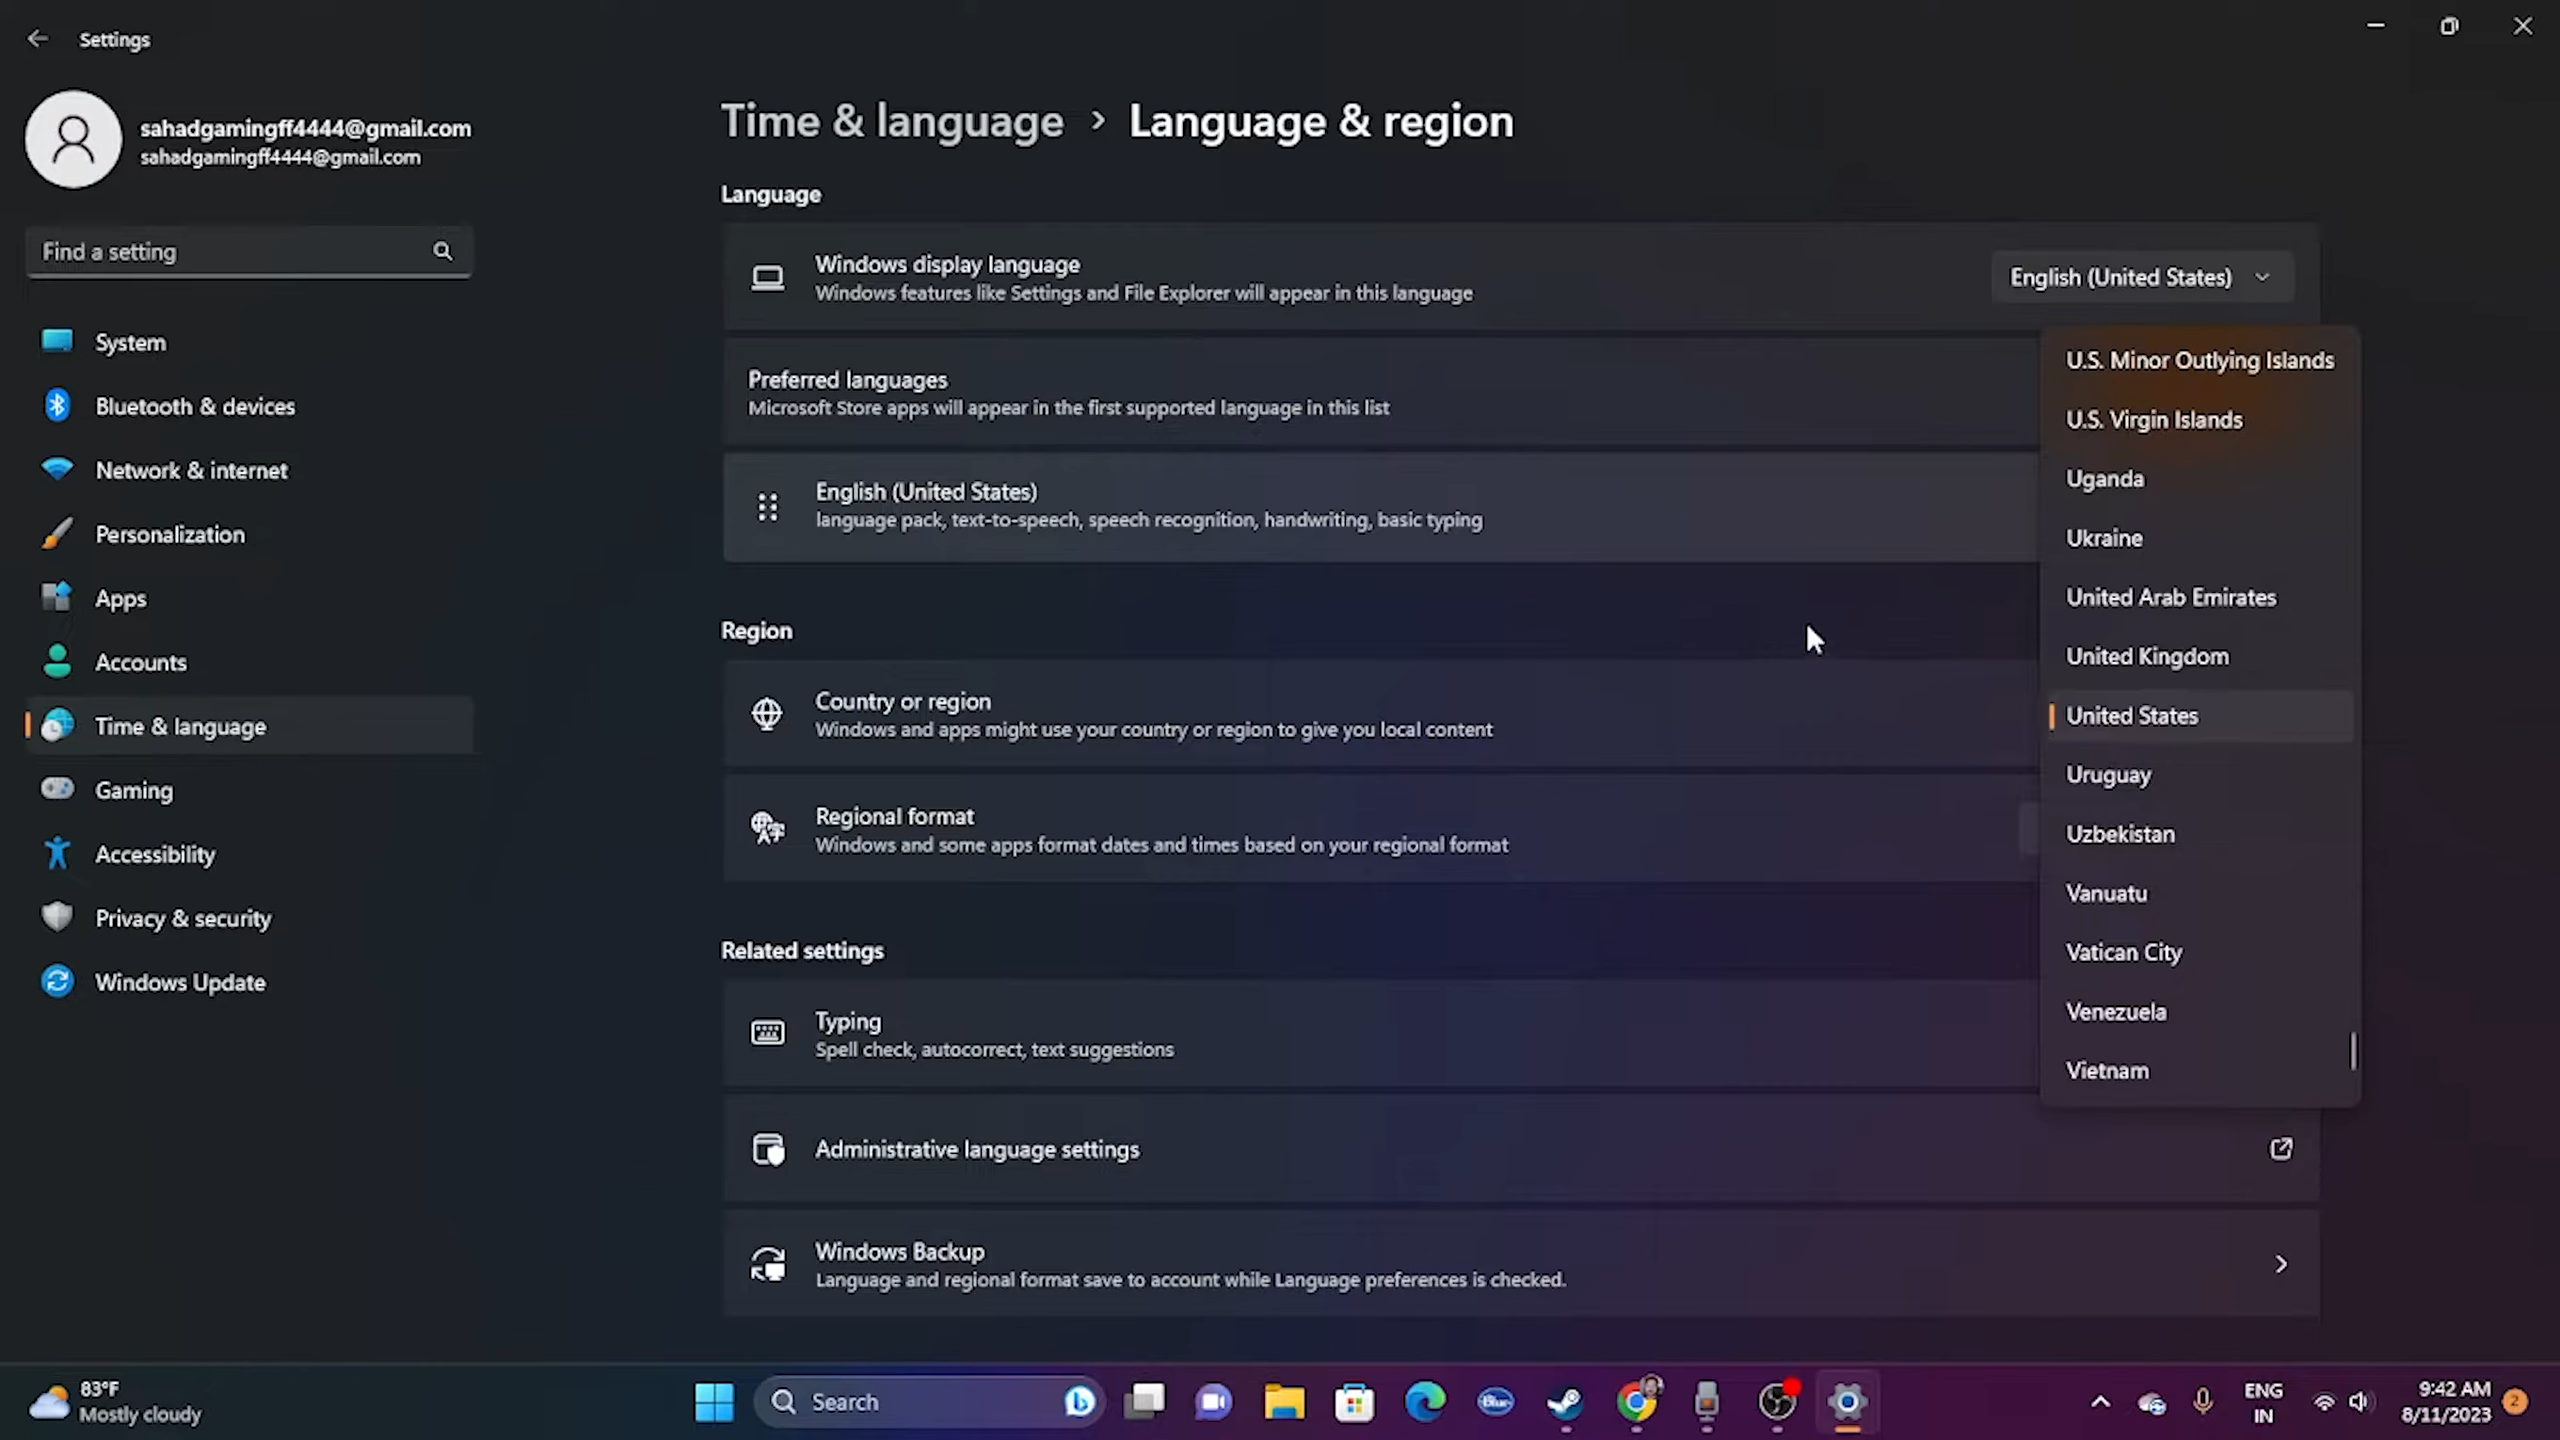 Settings
sahadgamingff4444@gmail.com
sahadgamingff4444@gmail.com
Find a setting
System
Bluetooth & devices
Network & internet
Personalization
Apps
Accounts
Time & language
Gaming
Accessibility
Privacy & security
Windows Update
Time & language > Language & region
Language
Windows display language
Windows features like Settings and File Explorer will appear in this language
English (United States)
Preferred languages
Microsoft Store apps will appear in the first supported language in this list
English (United States)
language pack, text-to-speech, speech recognition, handwriting, basic typing
Region
Country or region
Windows and apps might use your country or region to give you local content
Regional format
Windows and some apps format dates and times based on your regional format
Related settings
Typing
Spell check, autocorrect, text suggestions
Administrative language settings
Windows Backup
Language and regional format save to account while Language preferences is checked.
U.S. Minor Outlying Islands
U.S. Virgin Islands
Uganda
Ukraine
United Arab Emirates
United Kingdom
United States
Uruguay
Uzbekistan
Vanuatu
Vatican City
Venezuela
Vietnam
83°F
Mostly cloudy
Search
Blue
ENG
IN
9:42 AM
8/11/2023
2